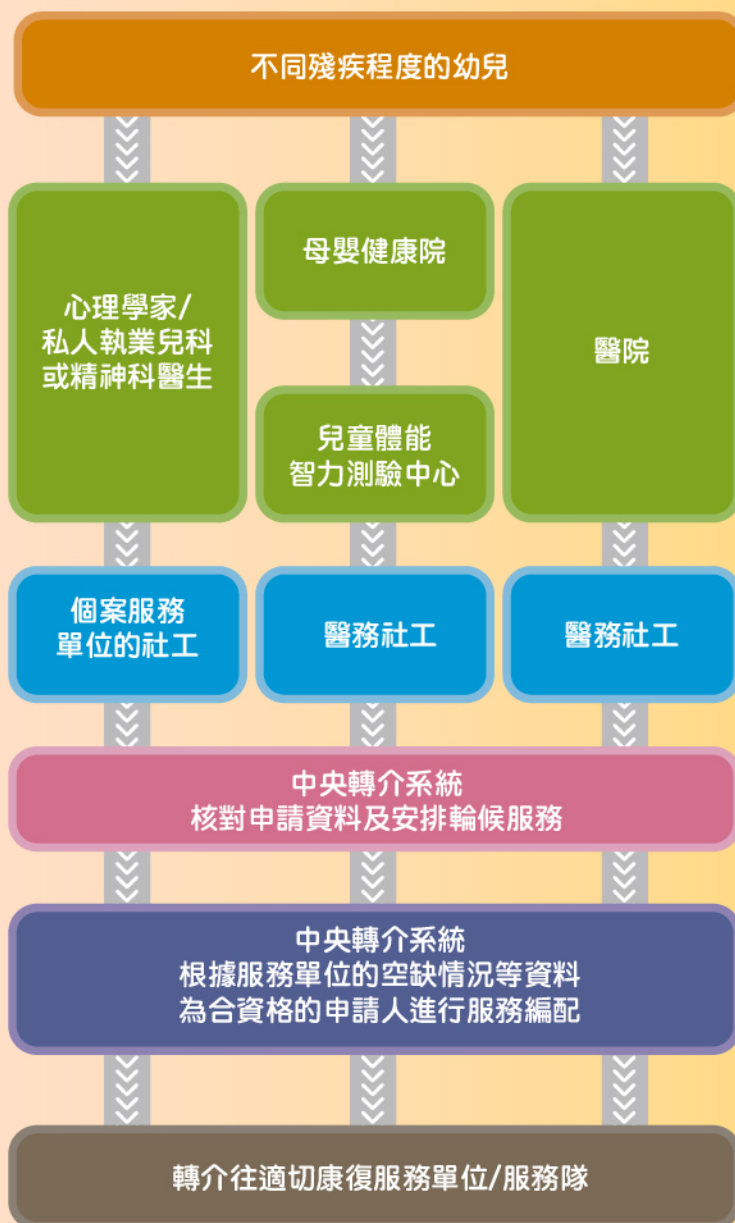 不同殘疾程度的幼兒
心理學家/
私人執業兒科
或精神科醫生
母嬰健康院
兒童體能
智力測驗中心
醫院
個案服務
單位的社工
醫務社工
醫務社工
中央轉介系統
核對申請資料及安排輪候服務
中央轉介系統
根據服務單位的空缺情況等資料
為合資格的申請人進行服務編配
轉介往適切康復服務單位/服務隊